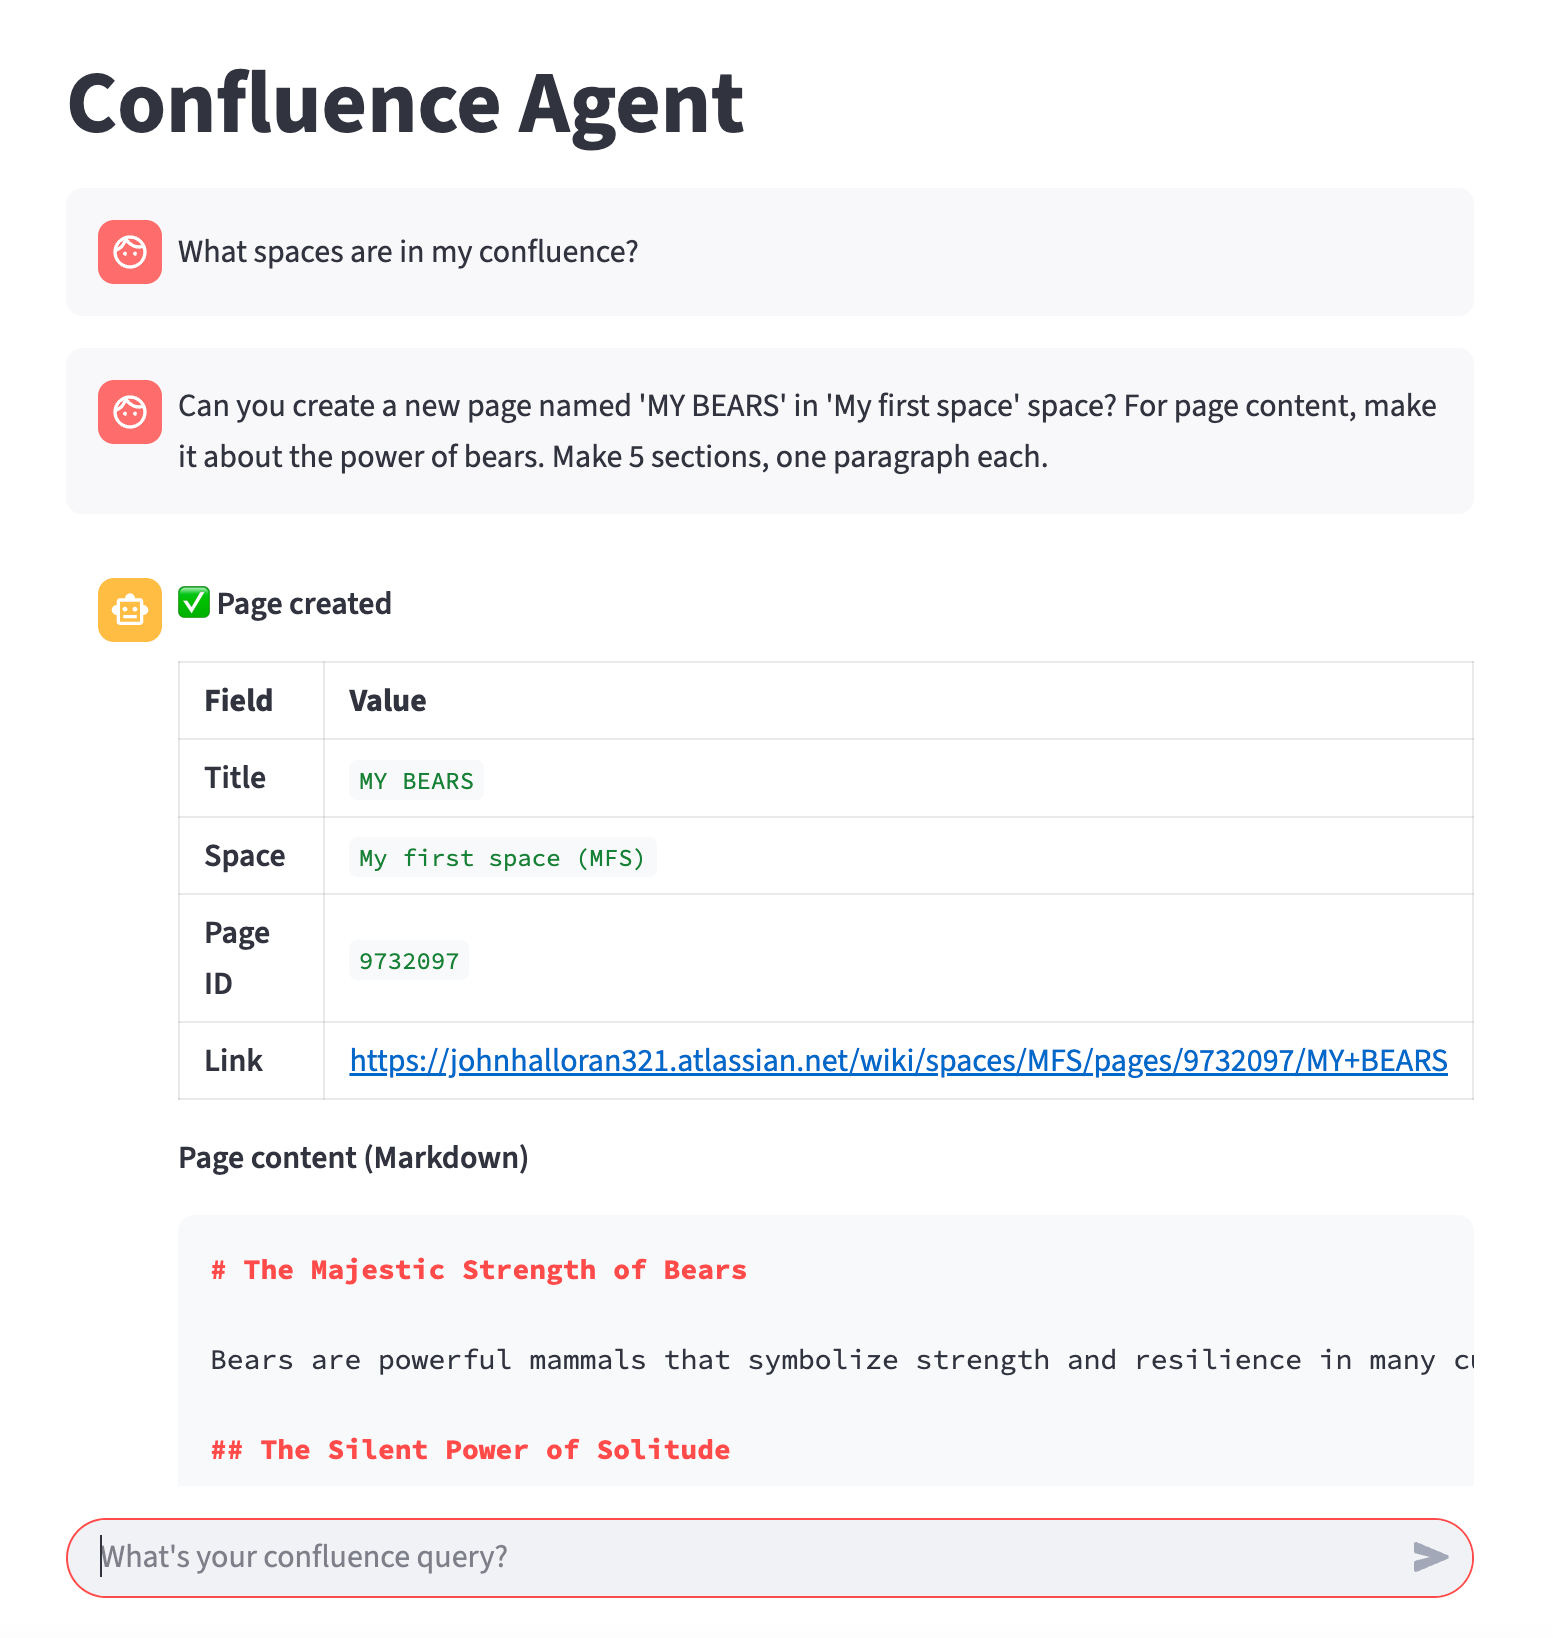 Confluence Agent
What spaces are in my confluence?
Can you create a new page named 'MY BEARS' in 'My first space' space? For page content, make
it about the power of bears. Make 5 sections, one paragraph each.
✅ Page created
Field Value
Title MY BEARS
Space My first space (MFS)
Page
ID 9732097
Link https://johnhalloran321.atlassian.net/wiki/spaces/MFS/pages/9732097/MY+BEARS
Page content (Markdown)
# The Majestic Strength of Bears
Bears are powerful mammals that symbolize strength and resilience in many
## The Silent Power of Solitude
What's your confluence query?